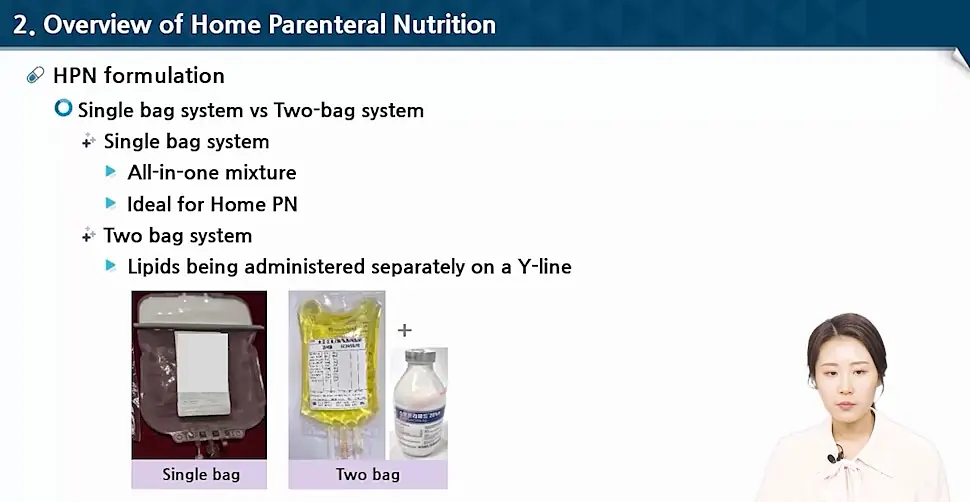 2. Overview of Home Parenteral Nutrition
HPN formulation
Single bag system vs Two-bag system
Single bag system
All-in-one mixture
Ideal for Home PN
Two bag system
Lipids being administered separately on a Y-line
+
Single bag
Two bag